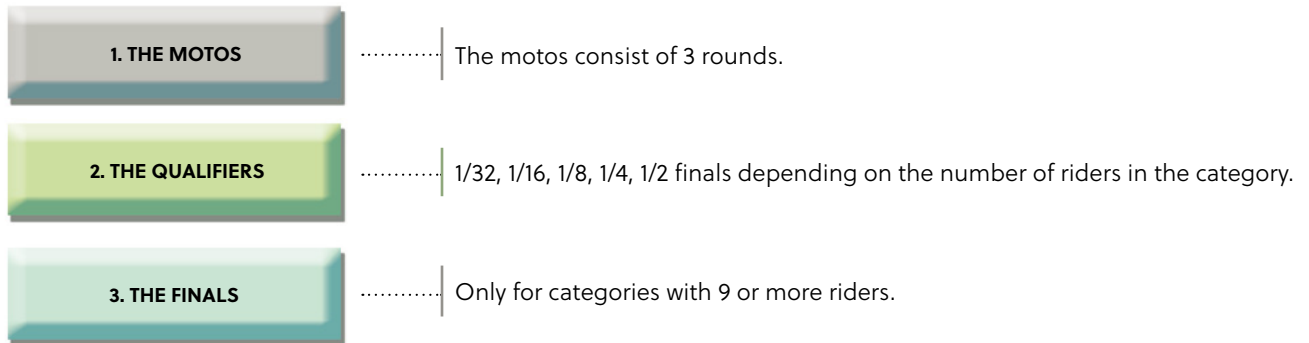 1. THE MOTOS
The motos consist of 3 rounds.
2. THE QUALIFIERS
1/32, 1/16, 1/8, 1/4, 1/2 finals depending on the number of riders in the category.
3. THE FINALS
Only for categories with 9 or more riders.